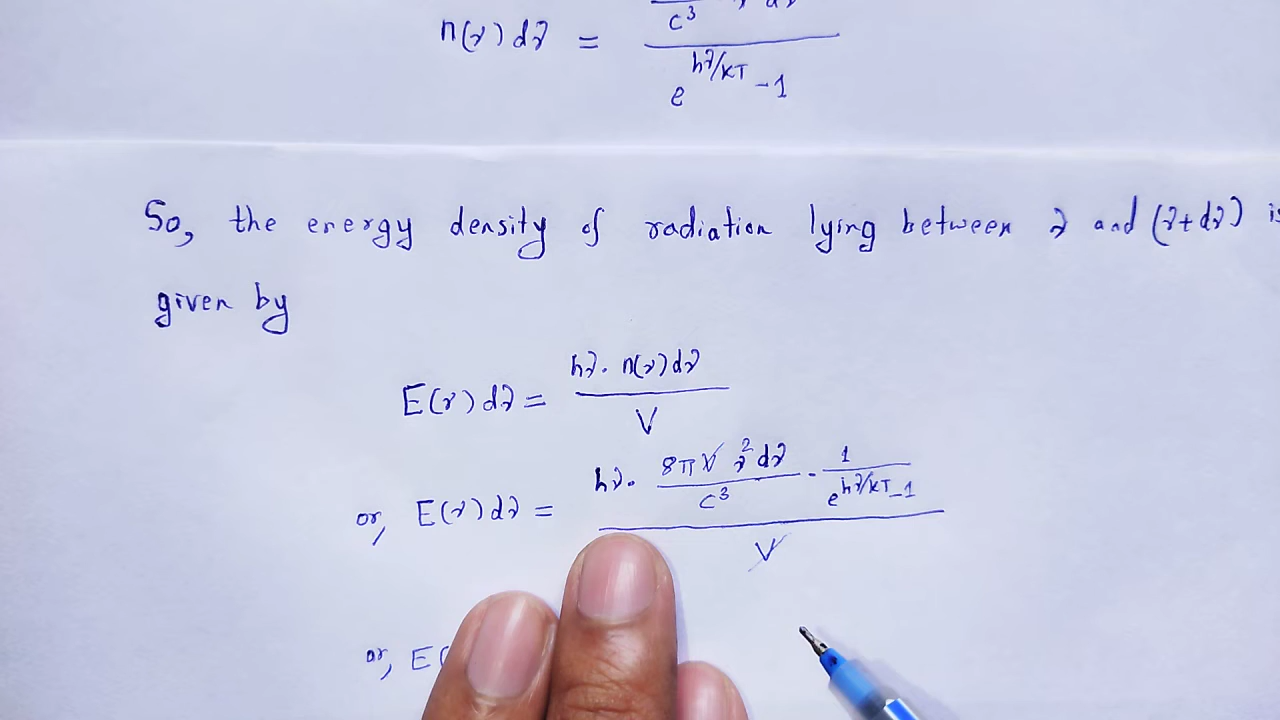 c³ ν dν
n(ν)dν = ────────
e^(hν/KT) - 1
So, the energy density of radiation lying between ν and (ν+dν) is
given by
E(ν)dν = hν. n(ν)dν / V
or, E(ν)dν = hν. (8πV ν²dν / c³) . (1 / (e^(hν/KT) - 1)) / V
or, E(